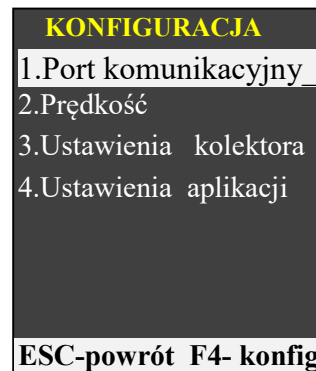 KONFIGURACJA
1.Port komunikacyjny_
2.Prędkość
3.Ustawienia kolektora
4.Ustawienia aplikacji
ESC-powrót F4- konfig